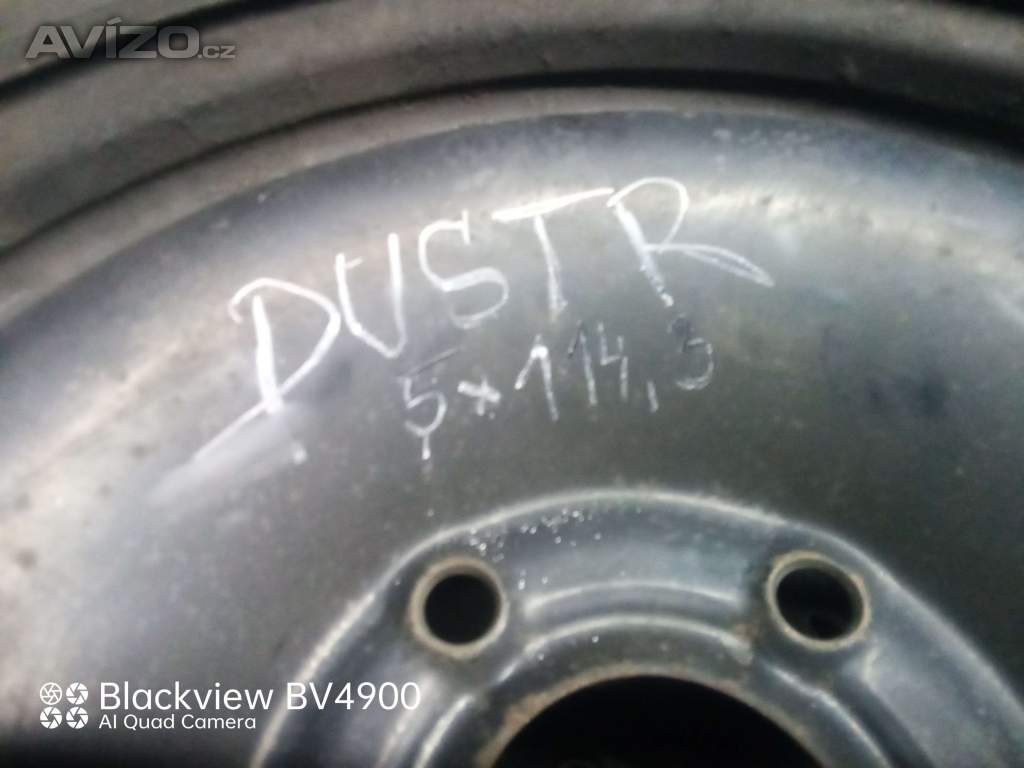 AVÍZO.cz
DUSTR
5x114,3
Blackview BV4900
AI Quad Camera